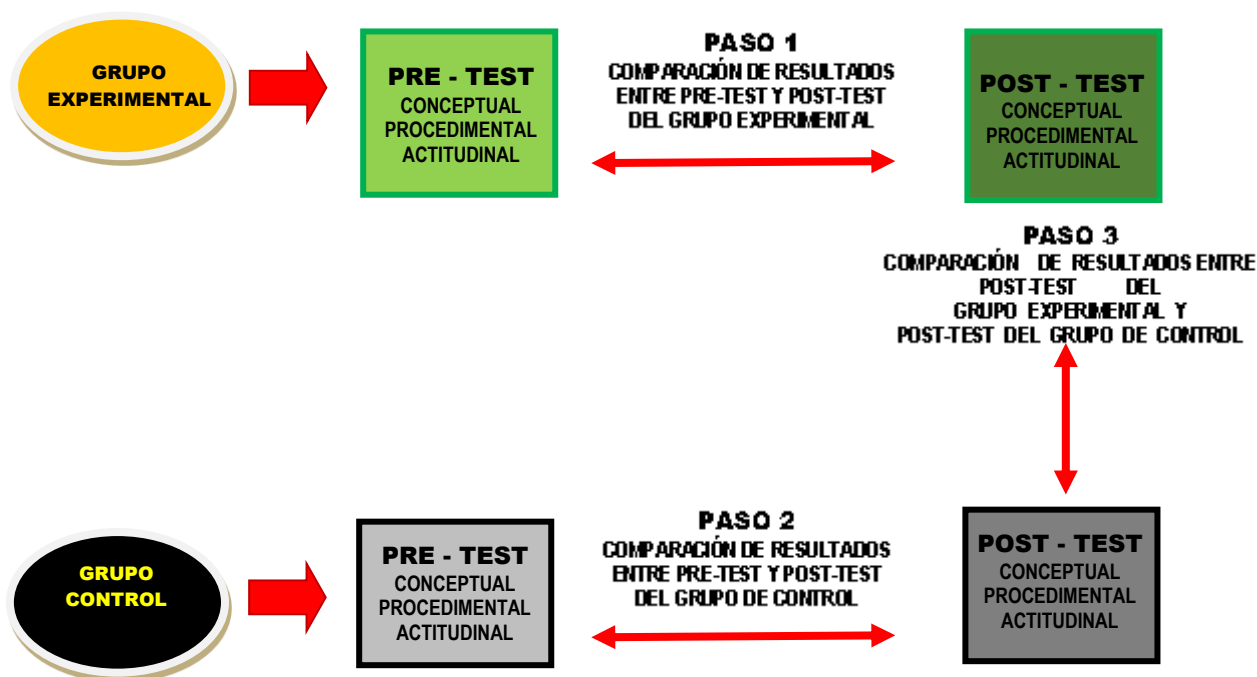 GRUPO
EXPERIMENTAL
PRE - TEST
CONCEPTUAL
PROCEDIMENTAL
ACTITUDINAL
PASO 1
COMPARACIÓN DE RESULTADOS
ENTRE PRE-TEST Y POST-TEST
DEL GRUPO EXPERIMENTAL
POST - TEST
CONCEPTUAL
PROCEDIMENTAL
ACTITUDINAL
PASO 3
COMPARACIÓN DE RESULTADOS ENTRE
POST-TEST DEL
GRUPO EXPERIMENTAL Y
POST-TEST DEL GRUPO DE CONTROL
GRUPO
CONTROL
PRE - TEST
CONCEPTUAL
PROCEDIMENTAL
ACTITUDINAL
PASO 2
COMPARACIÓN DE RESULTADOS
ENTRE PRE-TEST Y POST-TEST
DEL GRUPO DE CONTROL
POST - TEST
CONCEPTUAL
PROCEDIMENTAL
ACTITUDINAL